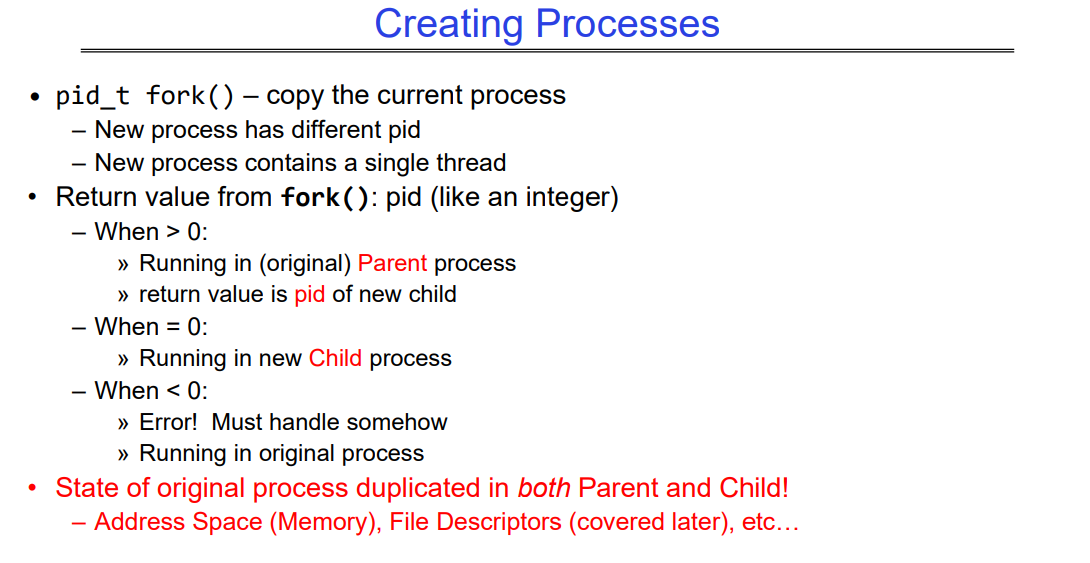 Creating Processes
• pid_t fork() – copy the current process
– New process has different pid
– New process contains a single thread
• Return value from fork(): pid (like an integer)
– When > 0:
» Running in (original) Parent process
» return value is pid of new child
– When = 0:
» Running in new Child process
– When < 0:
» Error!  Must handle somehow
» Running in original process
• State of original process duplicated in both Parent and Child!
– Address Space (Memory), File Descriptors (covered later), etc…